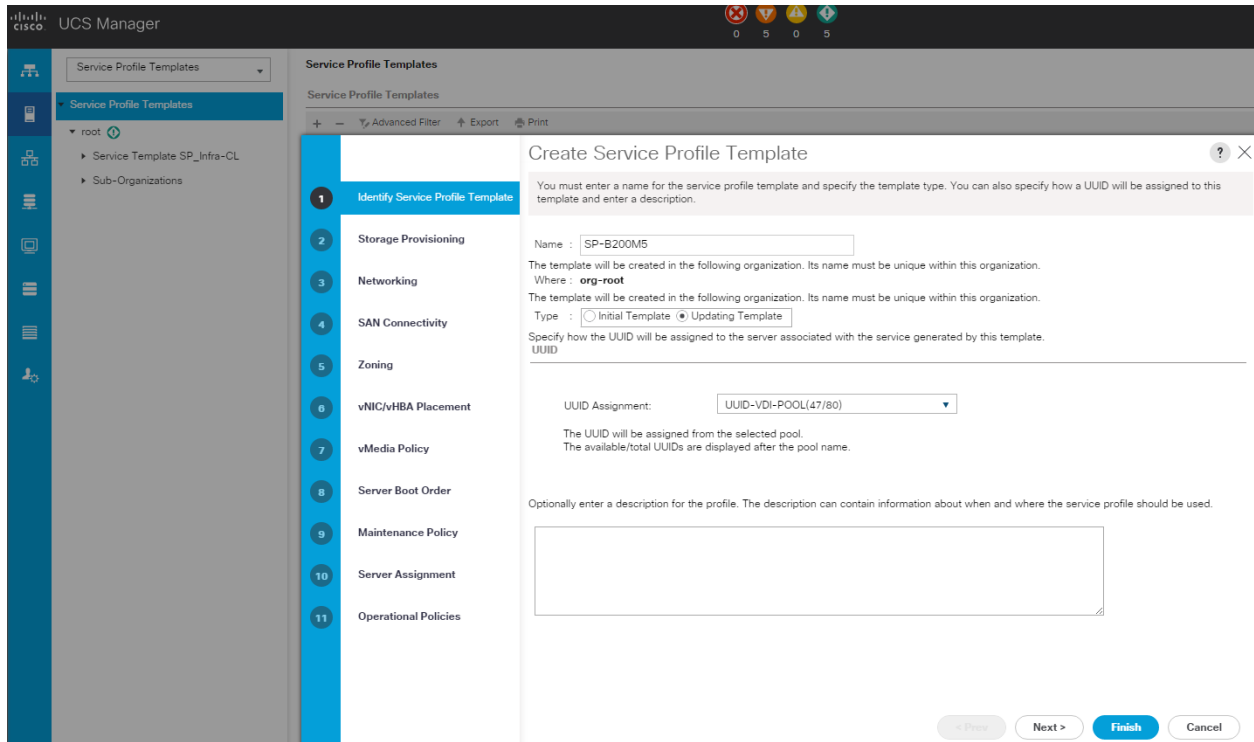 cisco. UCS Manager
0 5 0 5
Service Profile Templates
Service Profile Templates
root
Service Template SP_Infra-CL
Sub-Organizations
Service Profile Templates
Service Profile Templates
+ − Advanced Filter Export Print
Create Service Profile Template
?
1 Identify Service Profile Template
2 Storage Provisioning
3 Networking
4 SAN Connectivity
5 Zoning
6 vNIC/vHBA Placement
7 vMedia Policy
8 Server Boot Order
9 Maintenance Policy
10 Server Assignment
11 Operational Policies
You must enter a name for the service profile template and specify the template type. You can also specify how a UUID will be assigned to this
template and enter a description.
Name : SP-B200M5
The template will be created in the following organization. Its name must be unique within this organization.
Where : org-root
The template will be created in the following organization. Its name must be unique within this organization.
Type : Initial Template Updating Template
Specify how the UUID will be assigned to the server associated with the service generated by this template.
UUID
UUID Assignment: UUID-VDI-POOL(47/80)
The UUID will be assigned from the selected pool.
The available/total UUIDs are displayed after the pool name.
Optionally enter a description for the profile. The description can contain information about when and where the service profile should be used.
< Prev Next > Finish Cancel